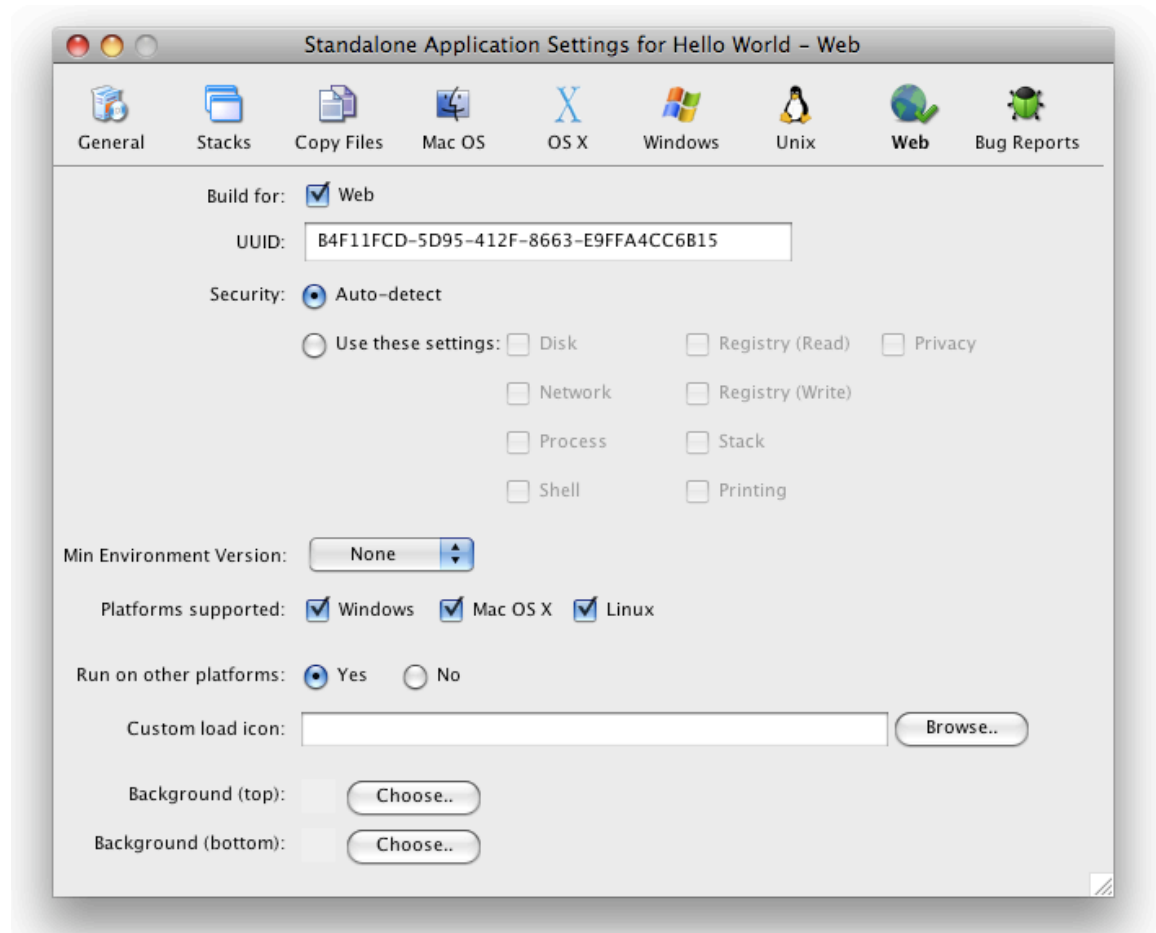 Standalone Application Settings for Hello World – Web
General Stacks Copy Files Mac OS OS X Windows Unix Web Bug Reports
Build for: Web
UUID: B4F11FCD-5D95-412F-8663-E9FFA4CC6B15
Security: Auto-detect
Use these settings: Disk Registry (Read) Privacy
Network Registry (Write)
Process Stack
Shell Printing
Min Environment Version: None
Platforms supported: Windows Mac OS X Linux
Run on other platforms: Yes No
Custom load icon: Browse..
Background (top): Choose..
Background (bottom): Choose..